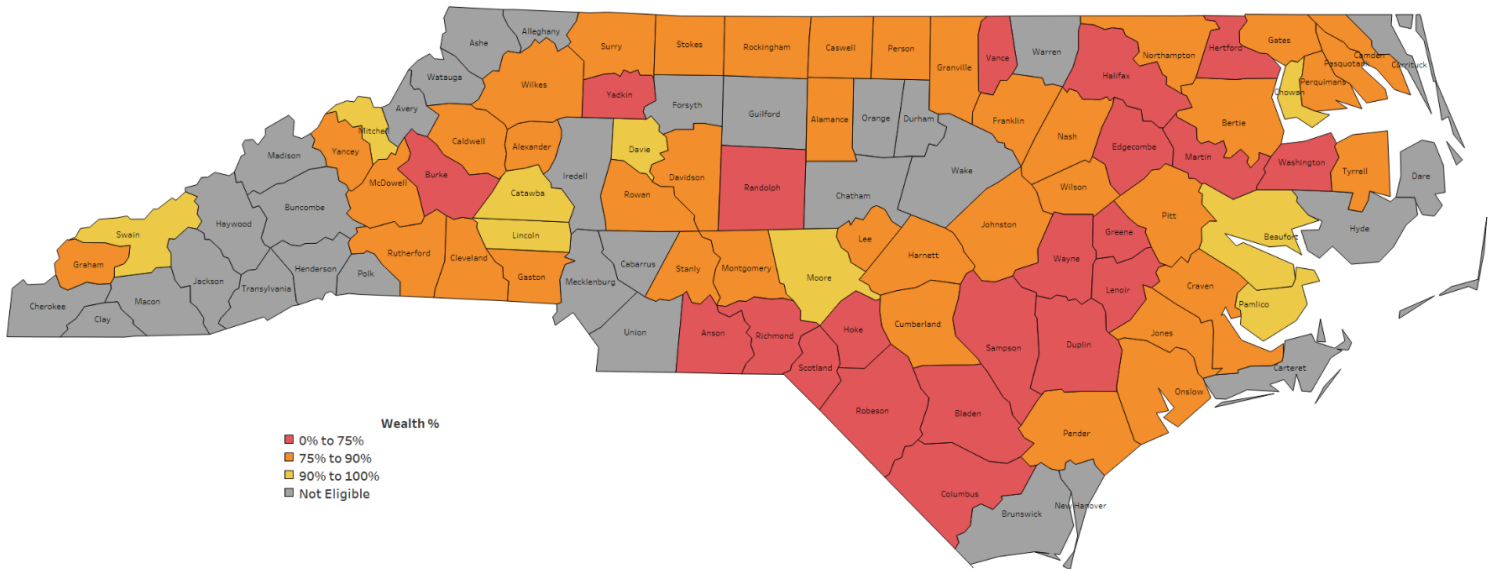 Ashe
Alleghany
Surry
Stokes
Rockingham
Caswell
Person
Granville
Vance
Warren
Halifax
Northampton
Hertford
Gates
Camden
Pasquotank
Currituck
Perquimans
Chowan
Watauga
Wilkes
Yadkin
Forsyth
Guilford
Alamance
Orange
Durham
Franklin
Nash
Bertie
Avery
Mitchell
Yancey
Caldwell
Alexander
Davie
Davidson
Edgecombe
Martin
Washington
Tyrrell
Dare
Madison
McDowell
Burke
Iredell
Rowan
Randolph
Chatham
Wake
Wilson
Catawba
Buncombe
Haywood
Swain
Graham
Lincoln
Johnston
Pitt
Greene
Beaufort
Hyde
Rutherford
Cleveland
Gaston
Polk
Henderson
Transylvania
Jackson
Macon
Cherokee
Clay
Mecklenburg
Cabarrus
Stanly
Montgomery
Moore
Lee
Harnett
Wayne
Lenoir
Craven
Pamlico
Union
Anson
Richmond
Scotland
Hoke
Cumberland
Sampson
Duplin
Jones
Onslow
Carteret
Robeson
Bladen
Pender
Columbus
Brunswick
New Hanover
Wealth %
0% to 75%
75% to 90%
90% to 100%
Not Eligible